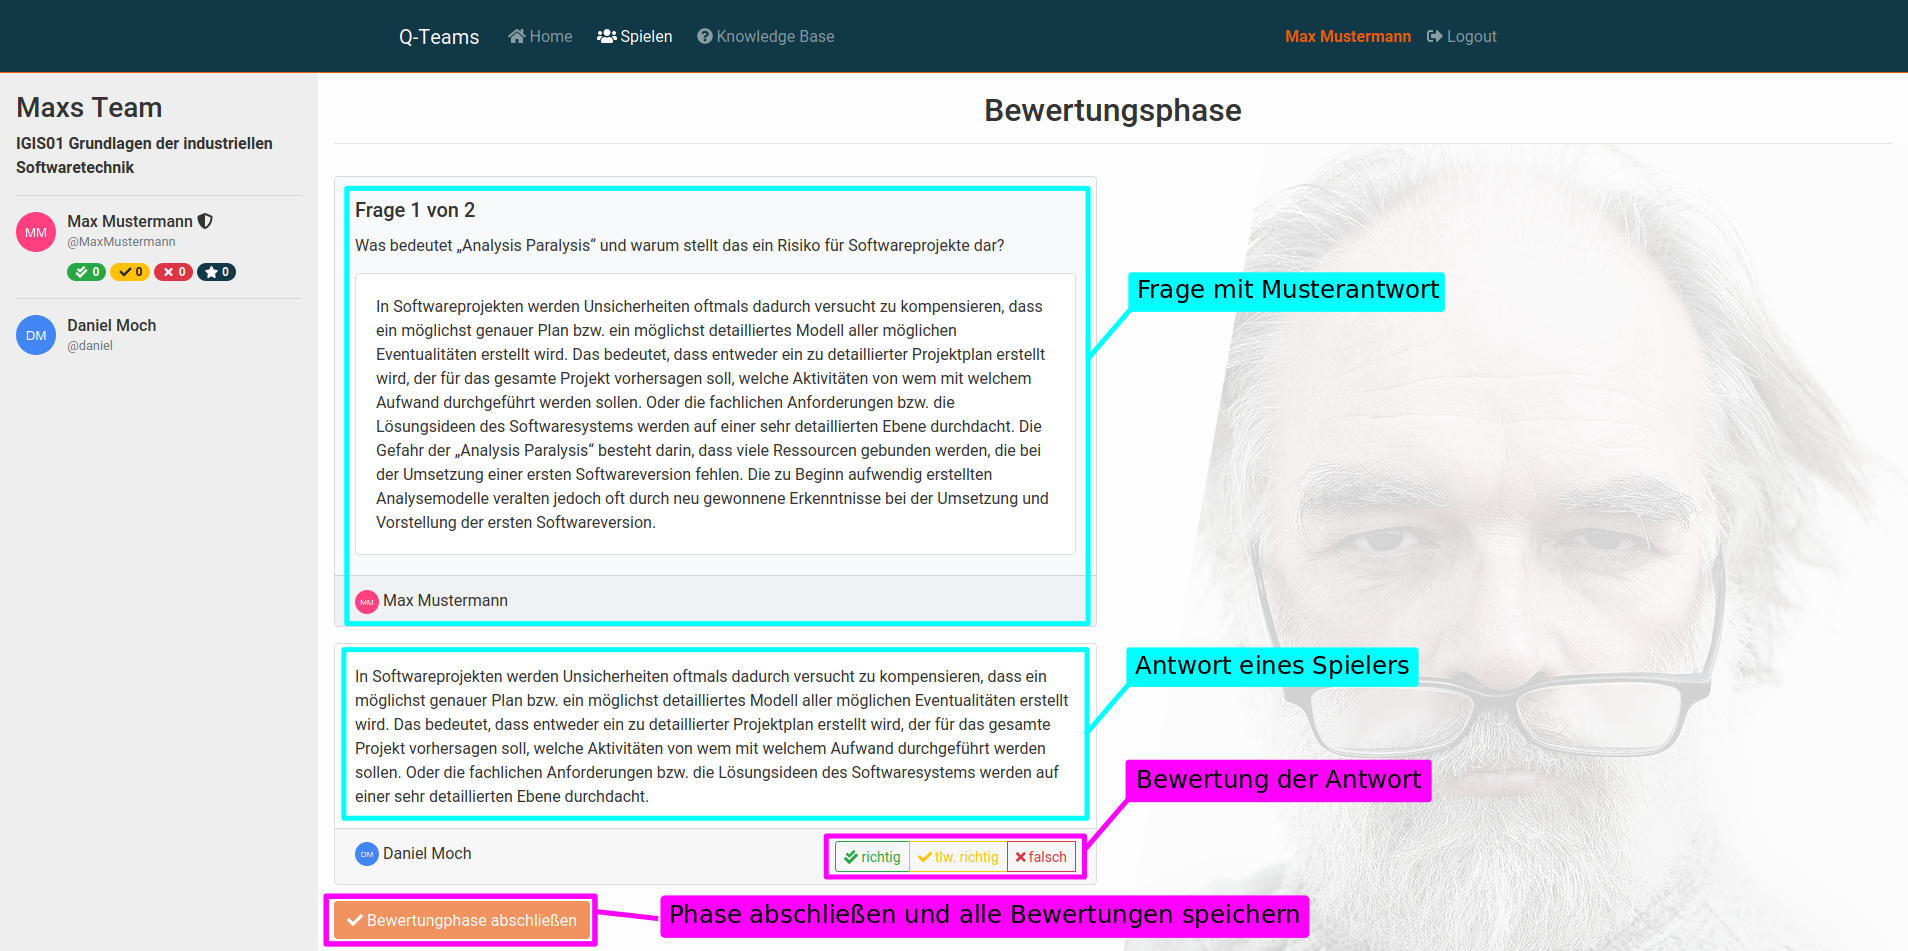 Q-Teams Home Spielen Knowledge Base Max Mustermann Logout
Maxs Team
IGIS01 Grundlagen der industriellen
Softwaretechnik
MM Max Mustermann
@MaxMustermann
0 0 0 0
DM Daniel Moch
@daniel
Bewertungsphase
Frage 1 von 2
Was bedeutet „Analysis Paralysis“ und warum stellt das ein Risiko für Softwareprojekte dar?
In Softwareprojekten werden Unsicherheiten oftmals dadurch versucht zu kompensieren, dass
ein möglichst genauer Plan bzw. ein möglichst detailliertes Modell aller möglichen
Eventualitäten erstellt wird. Das bedeutet, dass entweder ein zu detaillierter Projektplan erstellt
wird, der für das gesamte Projekt vorhersagen soll, welche Aktivitäten von wem mit welchem
Aufwand durchgeführt werden sollen. Oder die fachlichen Anforderungen bzw. die
Lösungsideen des Softwaresystems werden auf einer sehr detaillierten Ebene durchdacht. Die
Gefahr der „Analysis Paralysis“ besteht darin, dass viele Ressourcen gebunden werden, die bei
der Umsetzung einer ersten Softwareversion fehlen. Die zu Beginn aufwendig erstellten
Analysemodelle veralten jedoch oft durch neu gewonnene Erkenntnisse bei der Umsetzung und
Vorstellung der ersten Softwareversion.
MM Max Mustermann
Frage mit Musterantwort
In Softwareprojekten werden Unsicherheiten oftmals dadurch versucht zu kompensieren, dass ein
möglichst genauer Plan bzw. ein möglichst detailliertes Modell aller möglichen Eventualitäten erstellt
wird. Das bedeutet, dass entweder ein zu detaillierter Projektplan erstellt wird, der für das gesamte
Projekt vorhersagen soll, welche Aktivitäten von wem mit welchem Aufwand durchgeführt werden
sollen. Oder die fachlichen Anforderungen bzw. die Lösungsideen des Softwaresystems werden auf
einer sehr detaillierten Ebene durchdacht.
Antwort eines Spielers
DM Daniel Moch
richtig tlw. richtig falsch
Bewertung der Antwort
Bewertungphase abschließen
Phase abschließen und alle Bewertungen speichern